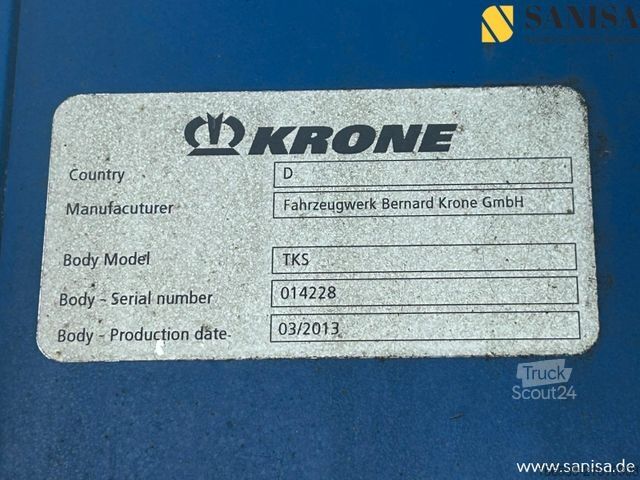 SANISA
KRONE
Country D
Manufacuturer Fahrzeugwerk Bernard Krone GmbH
Body Model TKS
Body - Serial number 014228
Body - Production date 03/2013
Truck
Scout24
www.sanisa.de